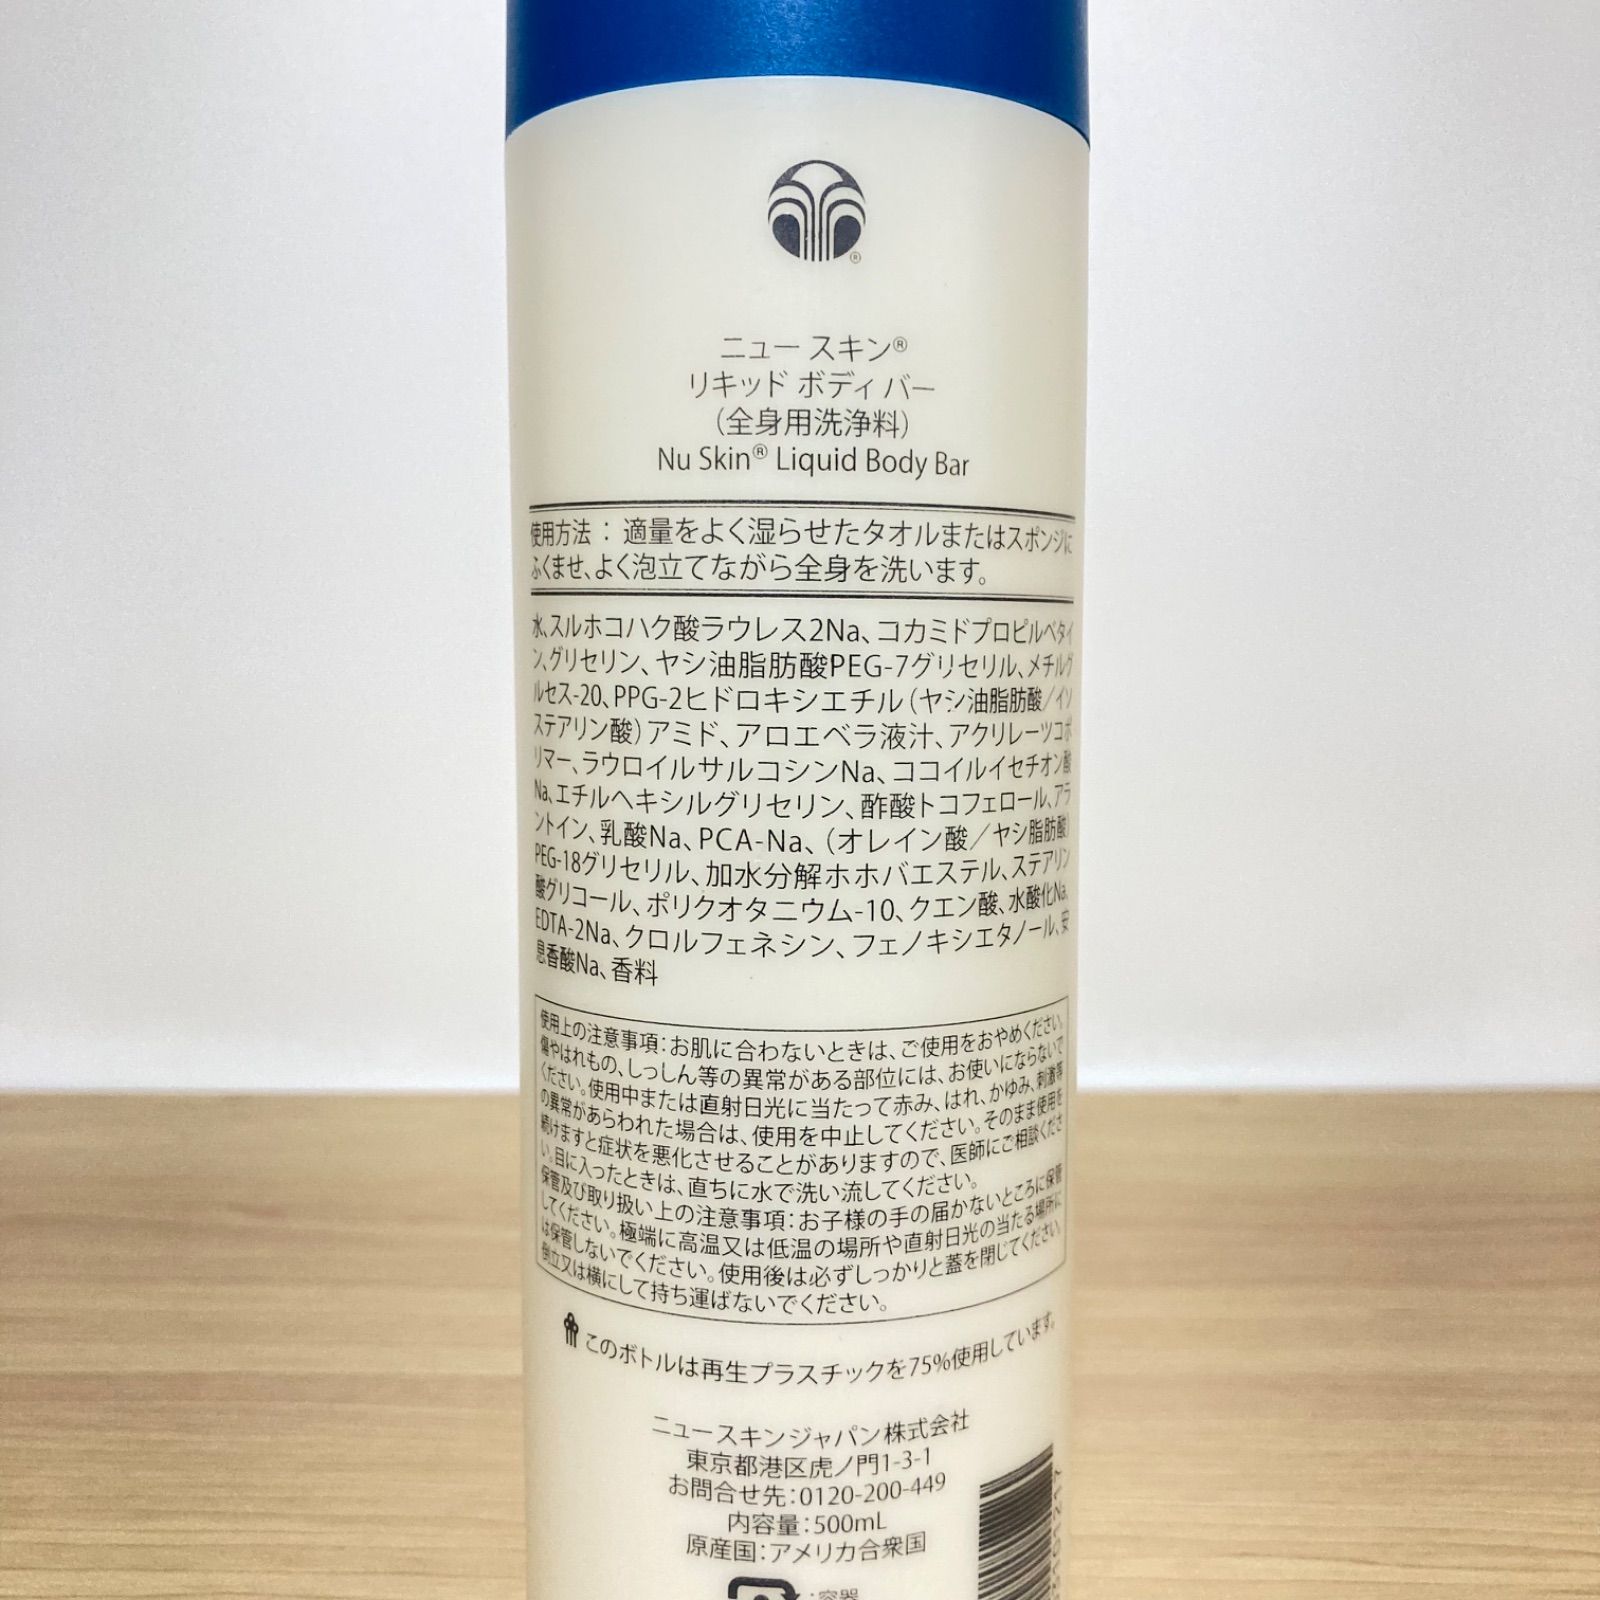 ニュー スキン®
リキッド ボディ バー
(全身用洗浄料)
Nu Skin® Liquid Body Bar
使用方法 : 適量をよく湿らせたタオルまたはスポンジに
ふくませ、よく泡立てながら全身を洗います。
水、スルホコハク酸ラウレス2Na、コカミドプロピルベタイ
ン、グリセリン、ヤシ油脂肪酸PEG-7グリセリル、メチルグ
ルセス-20、PPG-2ヒドロキシエチル(ヤシ油脂肪酸/イソ
ステアリン酸)アミド、アロエベラ液汁、アクリレーツコポ
リマー、ラウロイルサルコシンNa、ココイルイセチオン酸
Na、エチルヘキシルグリセリン、酢酸トコフェロール、アラ
ントイン、乳酸Na、PCA-Na、(オレイン酸/ヤシ脂肪酸)
PEG-18グリセリル、加水分解ホホバエステル、ステアリン
酸グリコール、ポリクオタニウム-10、クエン酸、水酸化Na、
EDTA-2Na、クロルフェネシン、フェノキシエタノール、安
息香酸Na、香料
使用上の注意事項:お肌に合わないときは、ご使用をおやめください。
傷やはれもの、しっしん等の異常がある部位には、お使いにならないで
ください。使用中または直射日光に当たって赤み、はれ、かゆみ、刺激等
の異常があらわれた場合は、使用を中止してください。そのまま使用を
続けますと症状を悪化させることがありますので、医師にご相談くださ
い。目に入ったときは、直ちに水で洗い流してください。
保管及び取り扱い上の注意事項:お子様の手の届かないところに保管
してください。極端に高温又は低温の場所や直射日光の当たる場所に
は保管しないでください。使用後は必ずしっかりと蓋を閉じてください。
倒立又は横にして持ち運ばないでください。
このボトルは再生プラスチックを75%使用しています。
ニュースキンジャパン株式会社
東京都港区虎ノ門1-3-1
お問合せ先:0120-200-449
内容量:500mL
原産国:アメリカ合衆国
:容器